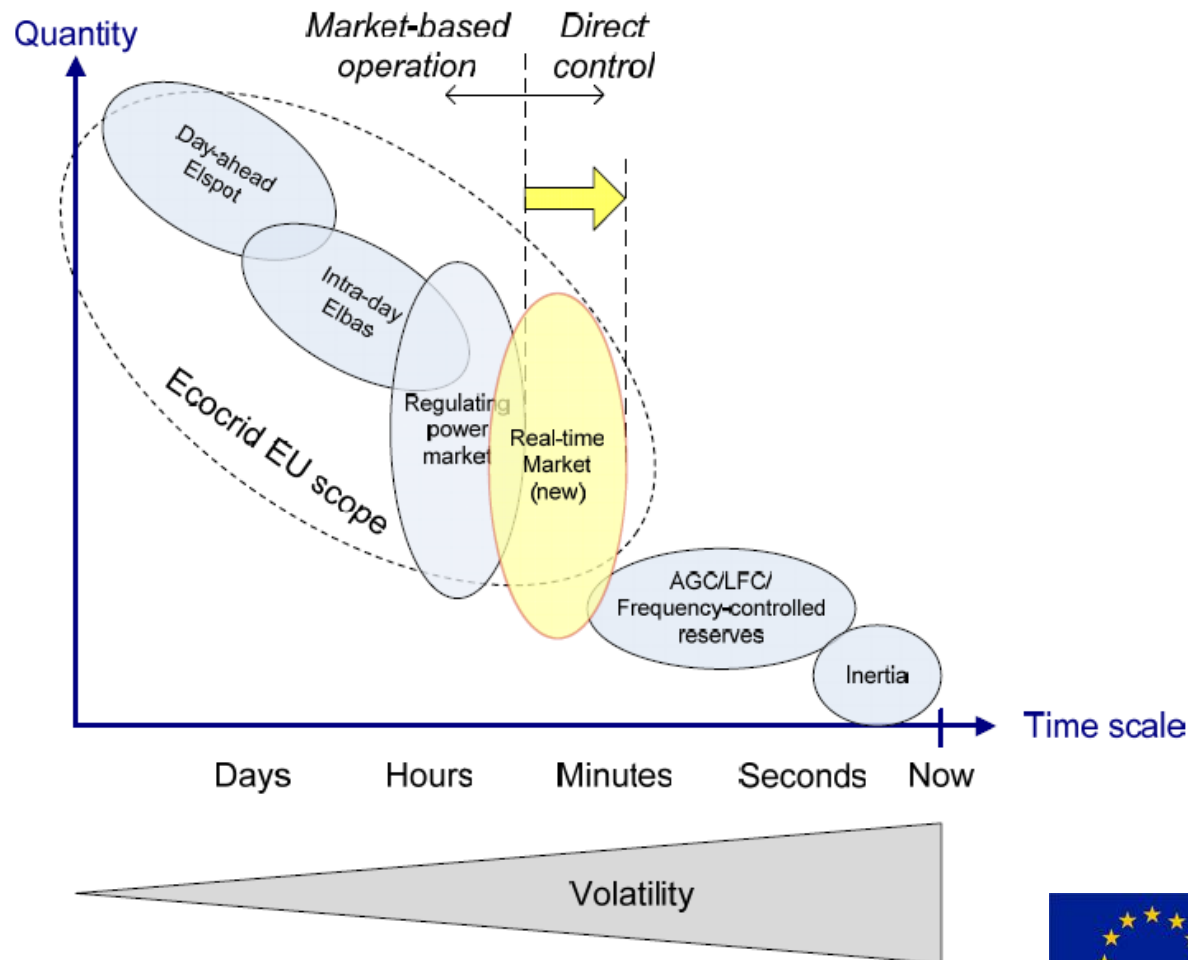 Quantity
Market-based
operation
Direct
control
Day-ahead
Elspot
Intra-day
Elbas
Ecocrid EU scope
Regulating
power
market
Real-time
Market
(new)
AGC/LFC/
Frequency-controlled
reserves
Inertia
Time scale
Days Hours Minutes Seconds Now
Volatility